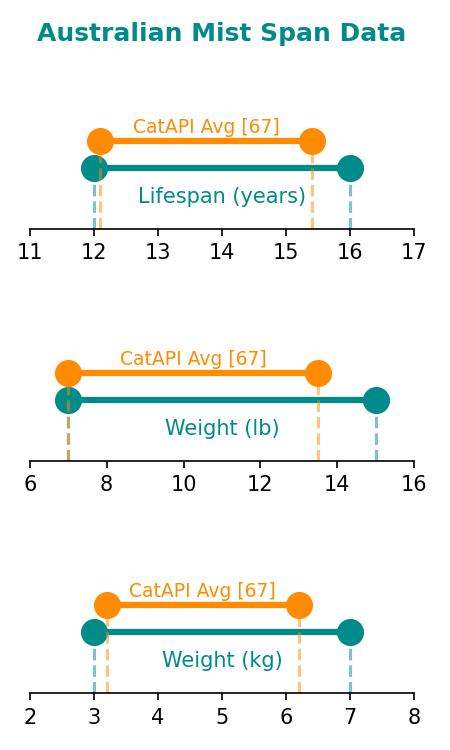 Australian Mist Span Data
CatAPI Avg [67]
Lifespan (years)
11 12 13 14 15 16 17
CatAPI Avg [67]
Weight (lb)
6 8 10 12 14 16
CatAPI Avg [67]
Weight (kg)
2 3 4 5 6 7 8